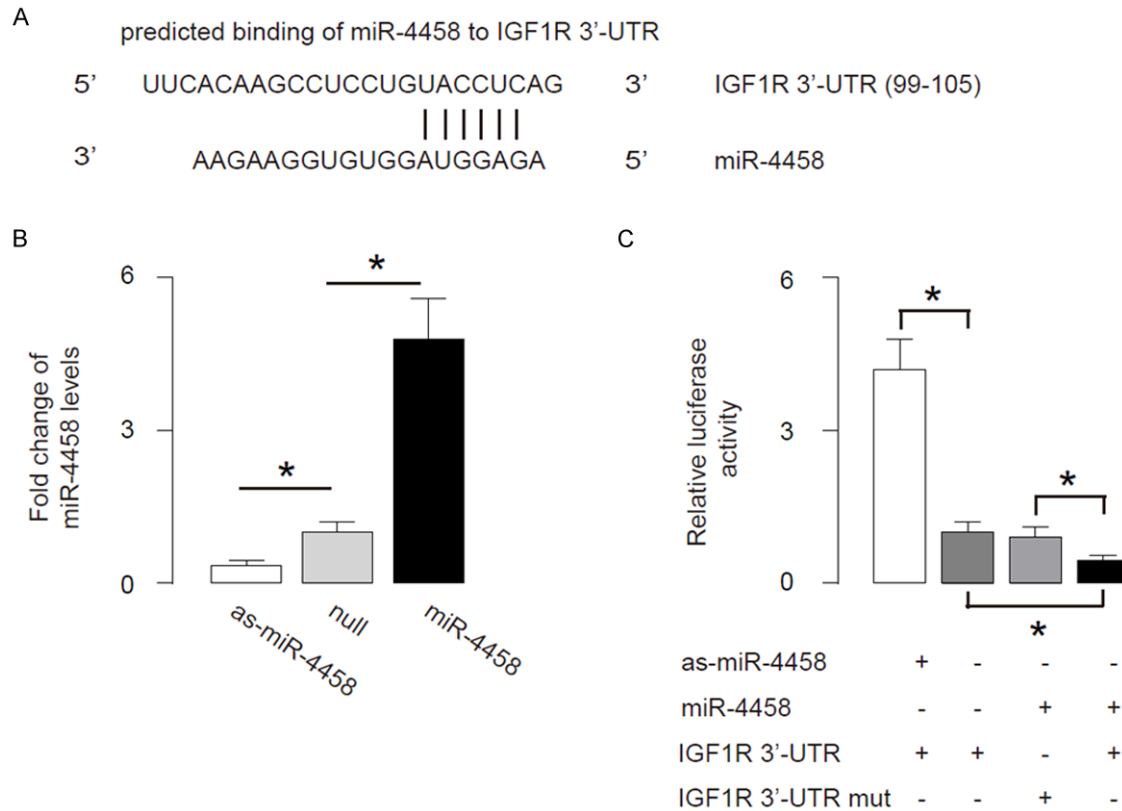 A
predicted binding of miR-4458 to IGF1R 3'-UTR
5' UUCACAAGCCUCCUGUACCUCAG 3' IGF1R 3'-UTR (99-105)
3' AAGAAGGUGUGGAUGGAGA 5' miR-4458
B
Fold change of
miR-4458 levels
6
3
0
*
*
as-miR-4458
null
miR-4458
C
Relative luciferase
activity
6
3
0
*
*
*
as-miR-4458 + - - -
miR-4458 - - + +
IGF1R 3'-UTR + + - +
IGF1R 3'-UTR mut - - + -